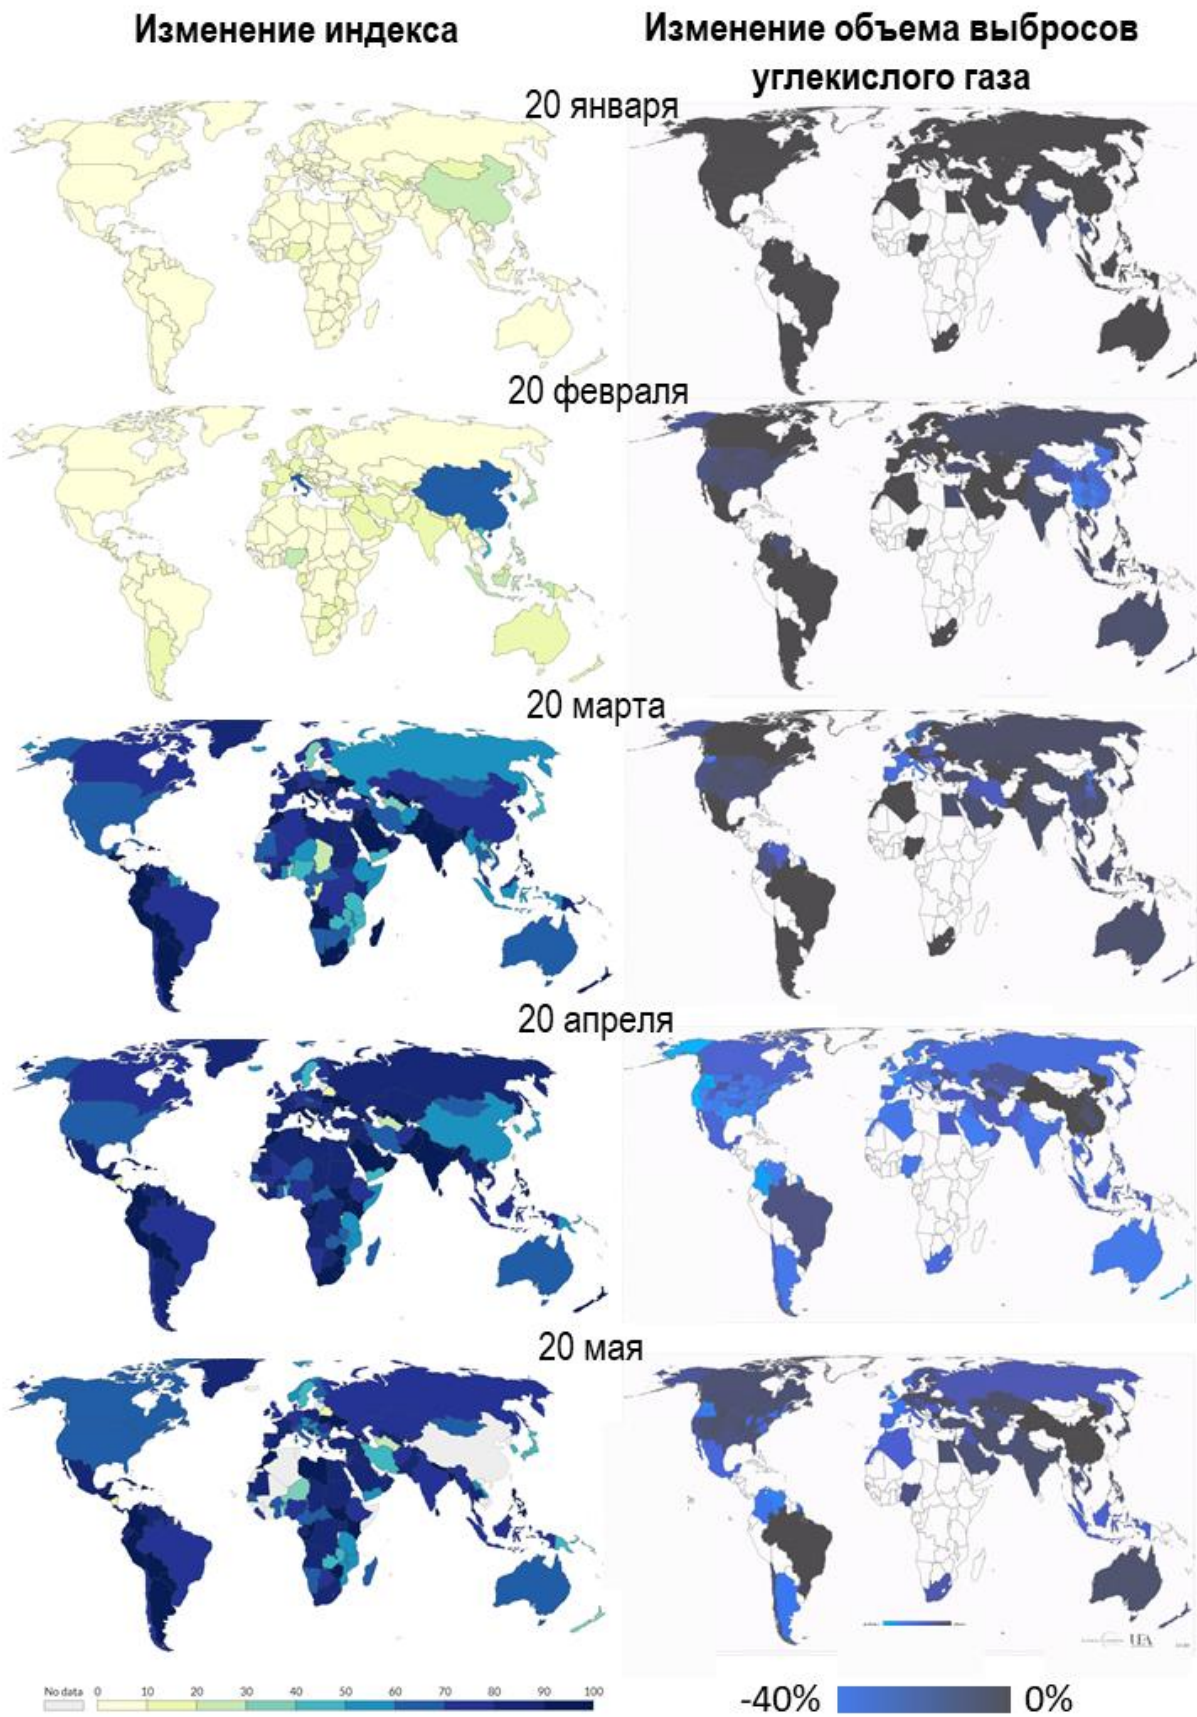 Изменение индекса
Изменение объема выбросов
углекислого газа
20 января
20 февраля
20 марта
20 апреля
20 мая
UEA
No data 0 10 20 30 40 50 60 70 80 90 100
-40% 0%